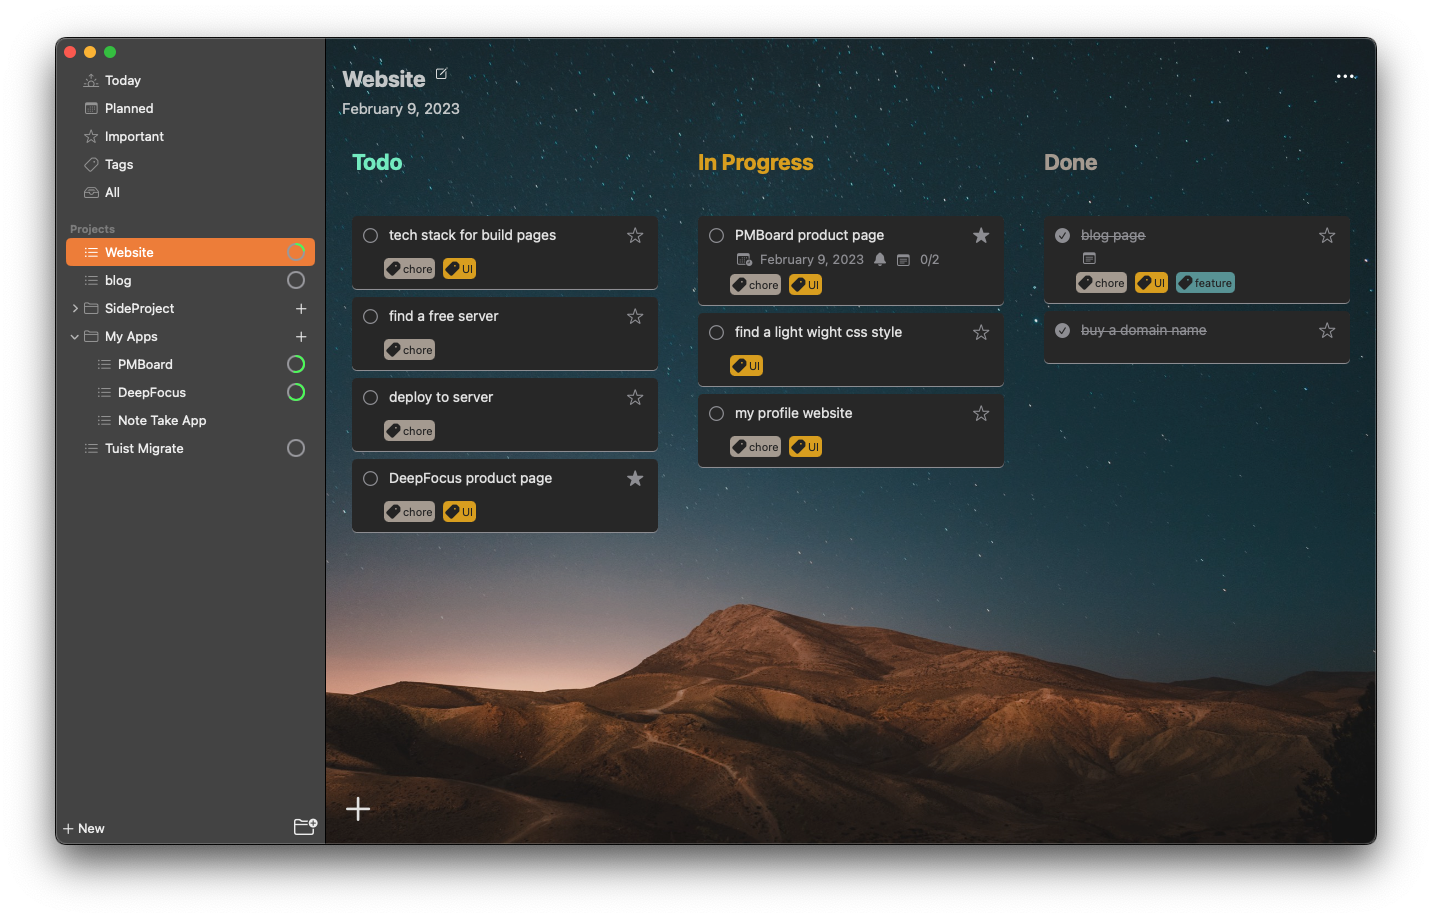 Today
Planned
Important
Tags
All
Projects
Website
blog
SideProject
My Apps
PMBoard
DeepFocus
Note Take App
Tuist Migrate
+ New
Website
February 9, 2023
Todo
tech stack for build pages
chore UI
find a free server
chore
deploy to server
chore
DeepFocus product page
chore UI
In Progress
PMBoard product page
February 9, 2023 0/2
chore UI
find a light wight css style
UI
my profile website
chore UI
Done
blog page
chore UI feature
buy a domain name